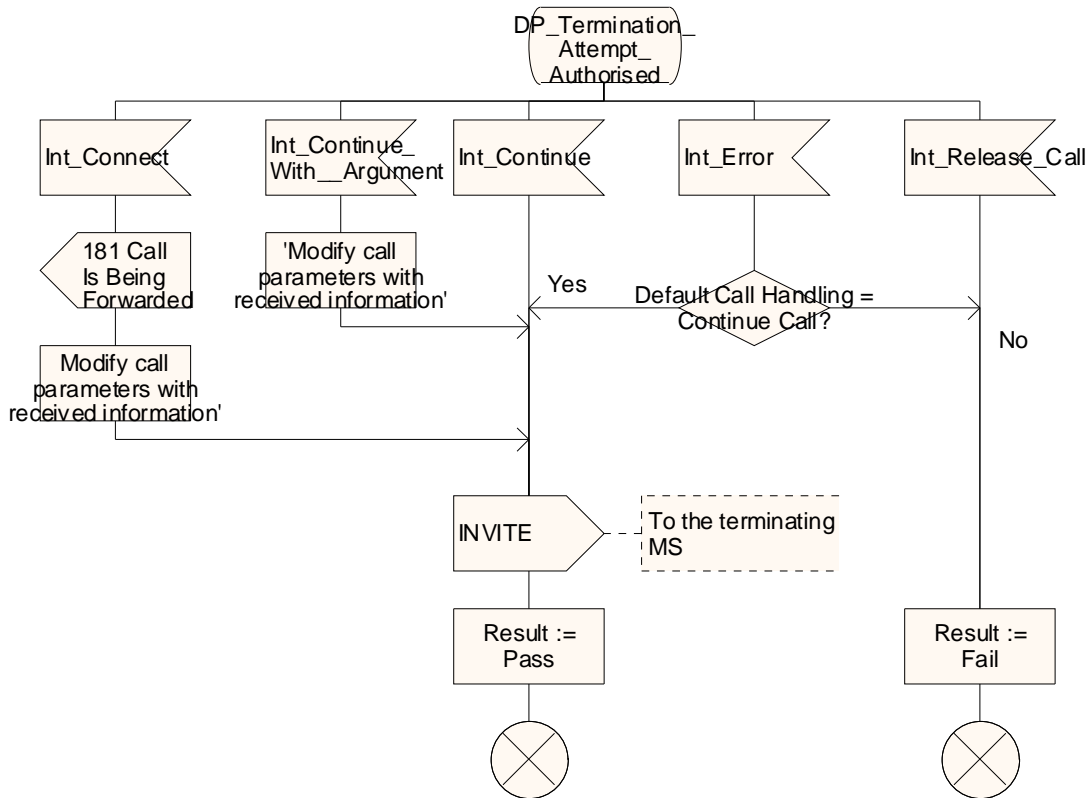 DP_Termination_
Attempt_
Authorised
Int_Connect
Int_Continue_
With__Argument
Int_Continue
Int_Error
Int_Release_Call
181 Call
Is Being
Forwarded
'Modify call
parameters with
received information'
Yes
Default Call Handling =
Continue Call?
No
Modify call
parameters with
received information'
INVITE
To the terminating
MS
Result :=
Pass
Result :=
Fail